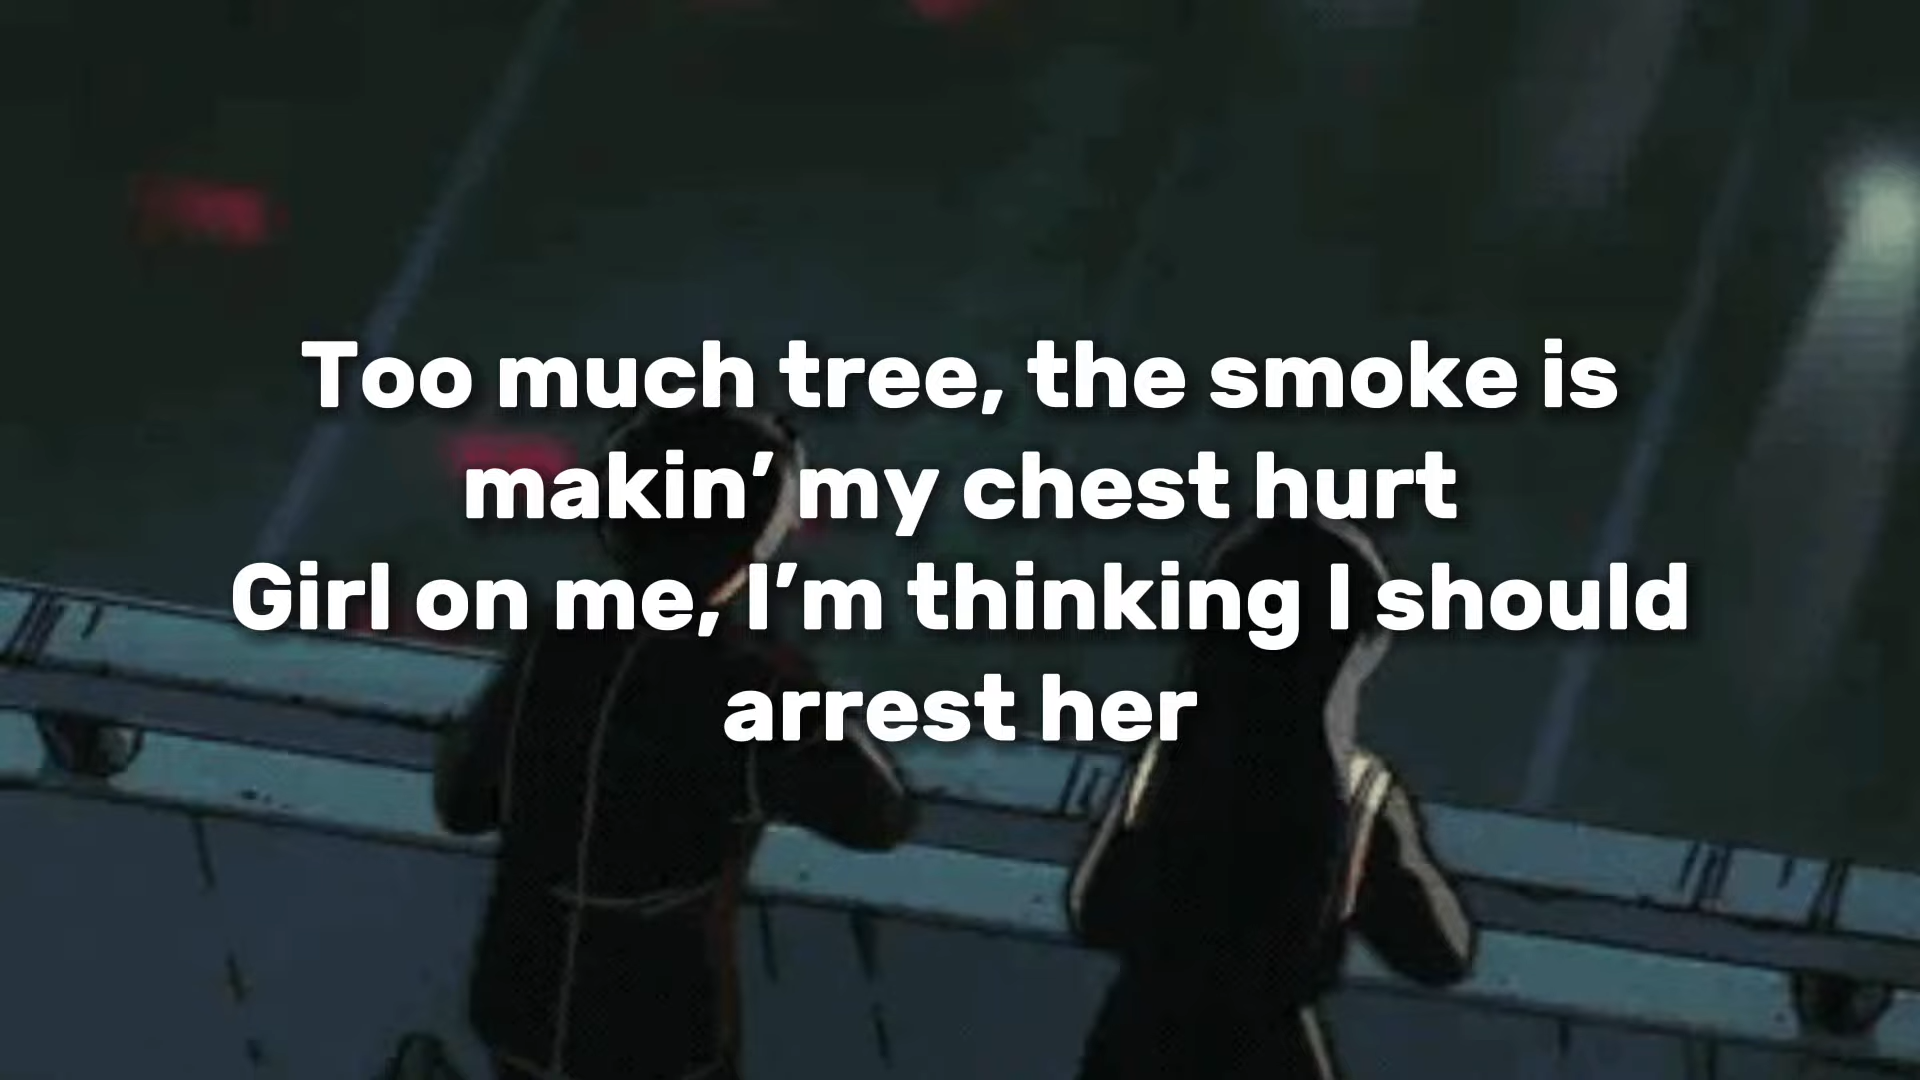 Too much tree, the smoke is
makin’ my chest hurt
Girl on me, I’m thinking I should
arrest her